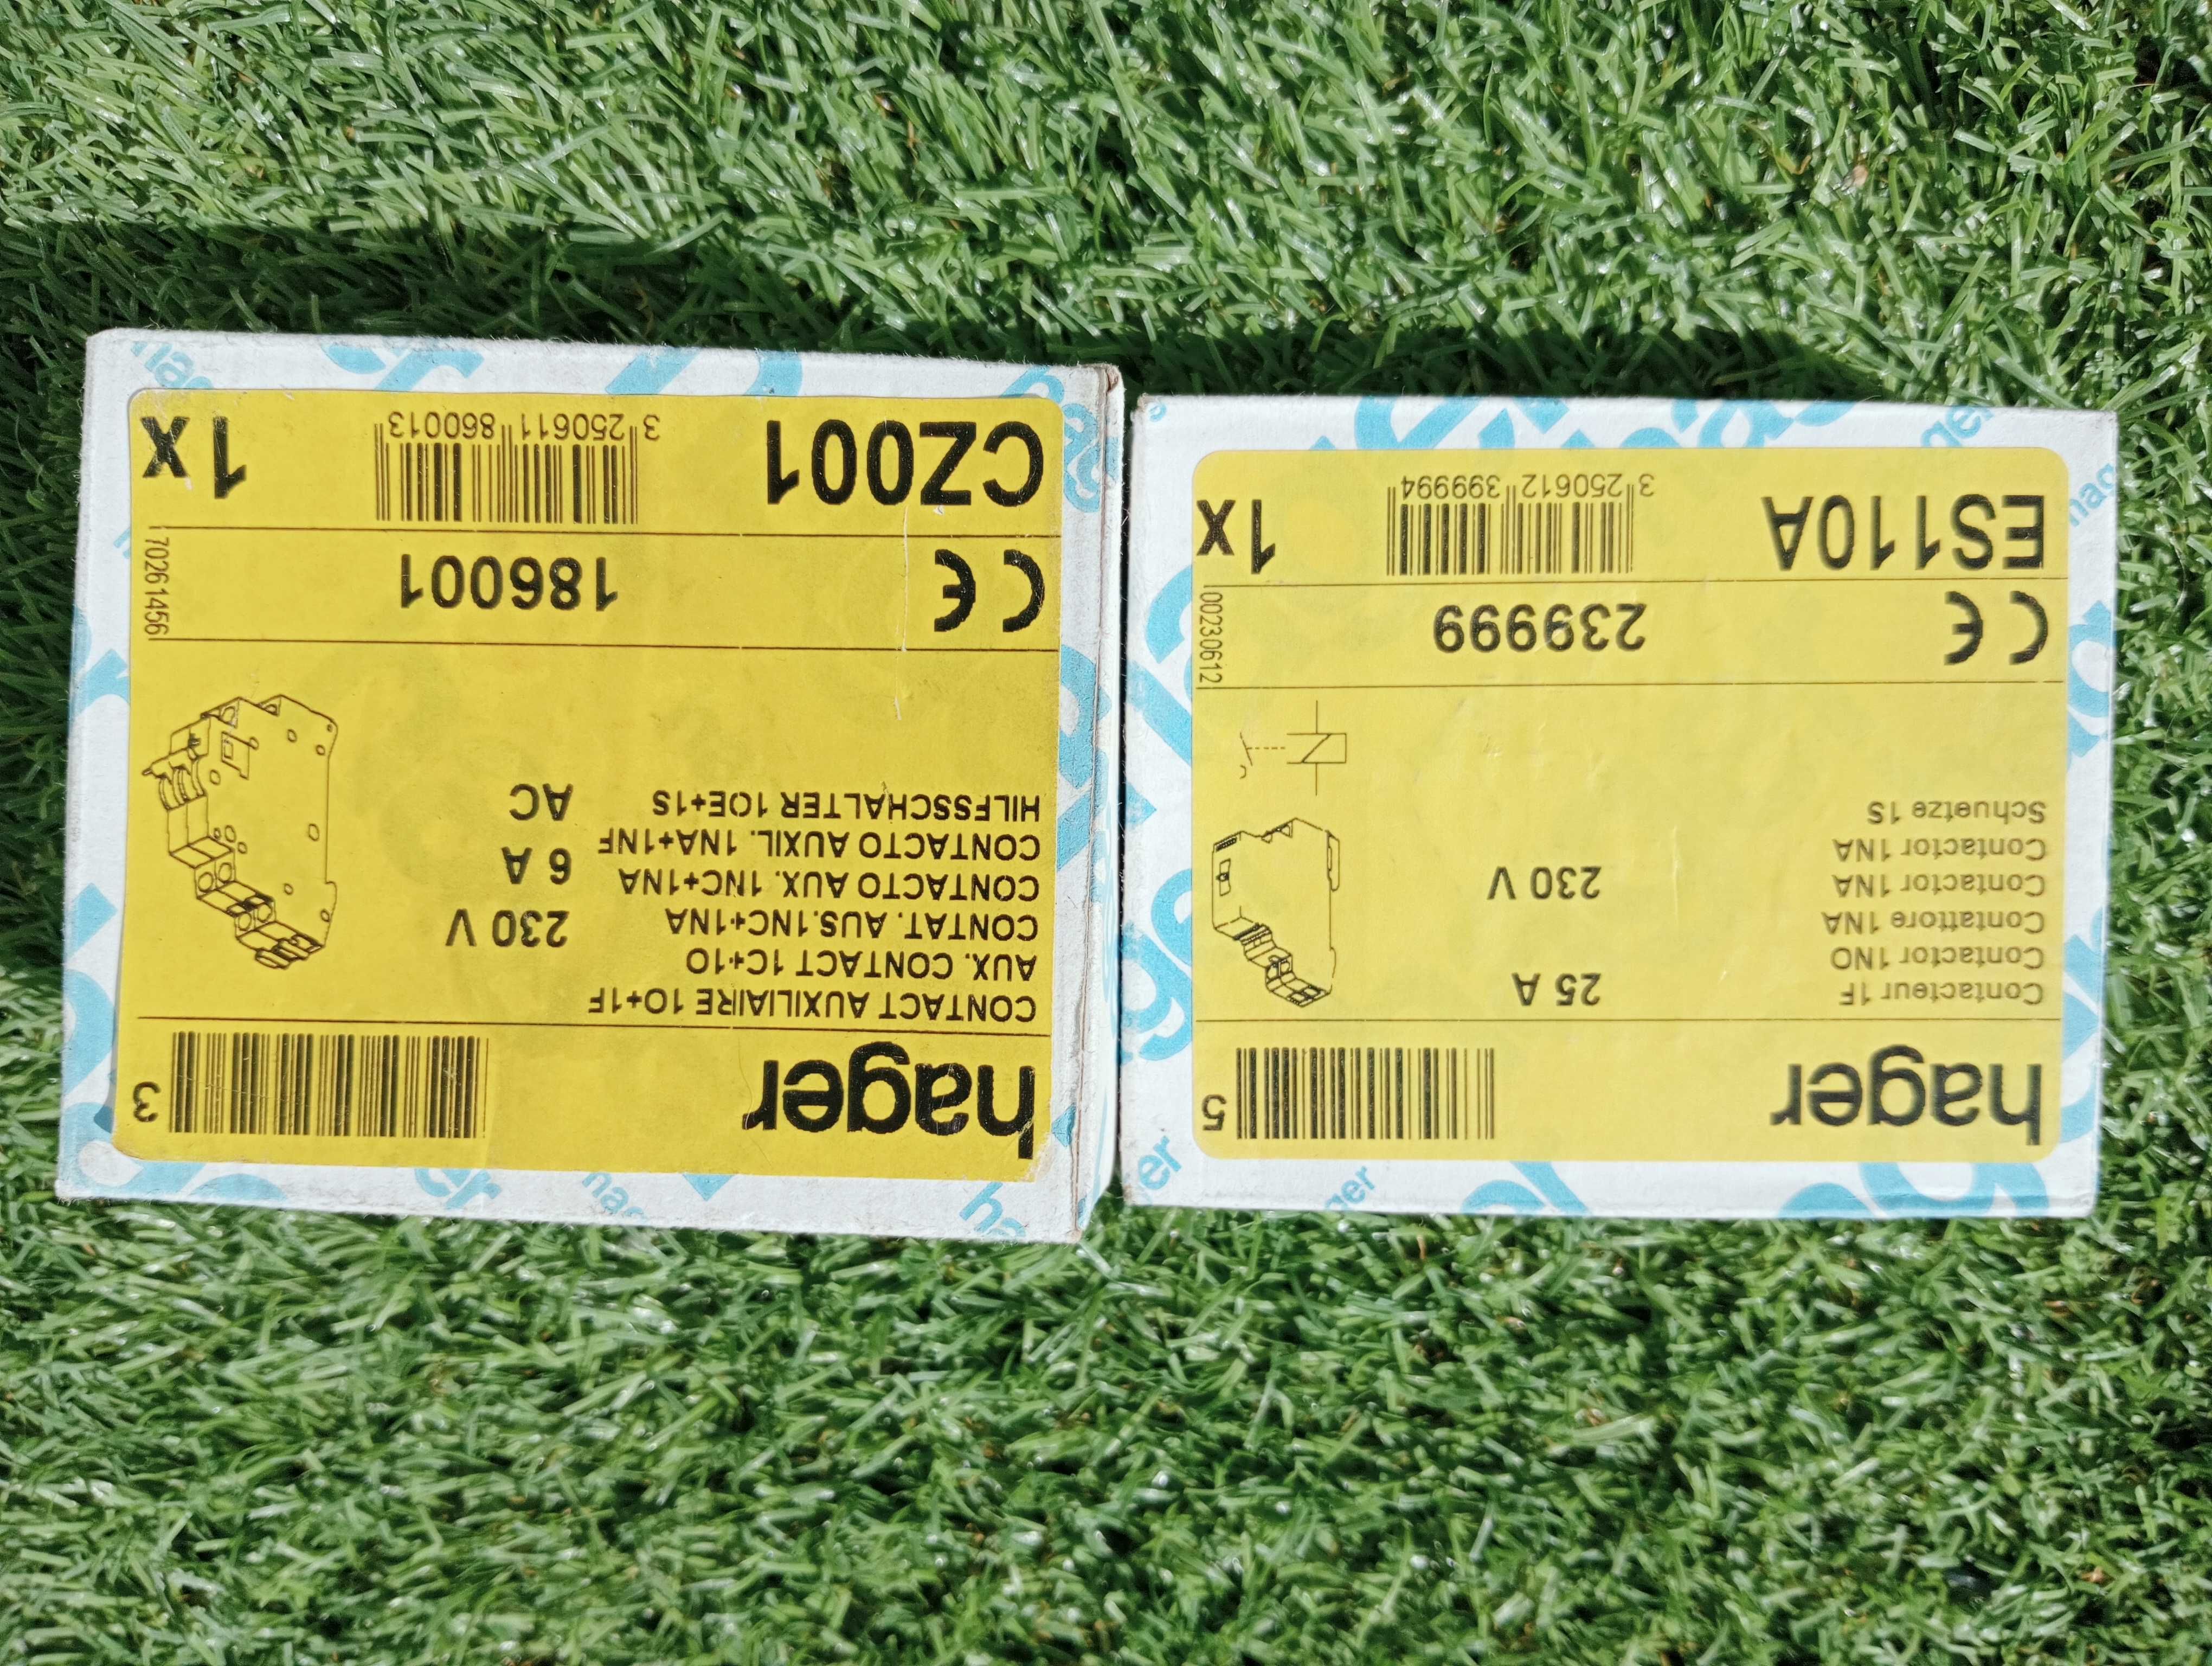 hager
5
Contacteur 1F
Contactor 1NO
Contattore 1NA
Contactor 1NA
Contactor 1NA
Schuetze 1S
25 A
230 V
CE
239999
00230612
ES110A
3 250612 399994
1x
hager
3
CONTACT AUXILIAIRE 1O+1F
AUX. CONTACT 1C+1O
CONTAT. AUS.1NC+1NA
CONTACTO AUX. 1NC+1NA
CONTACTO AUXIL. 1NA+1NF
HILFSSCHALTER 1OE+1S
230 V
6 A
AC
CE
186001
70261456
CZ001
3 250611 860013
1x